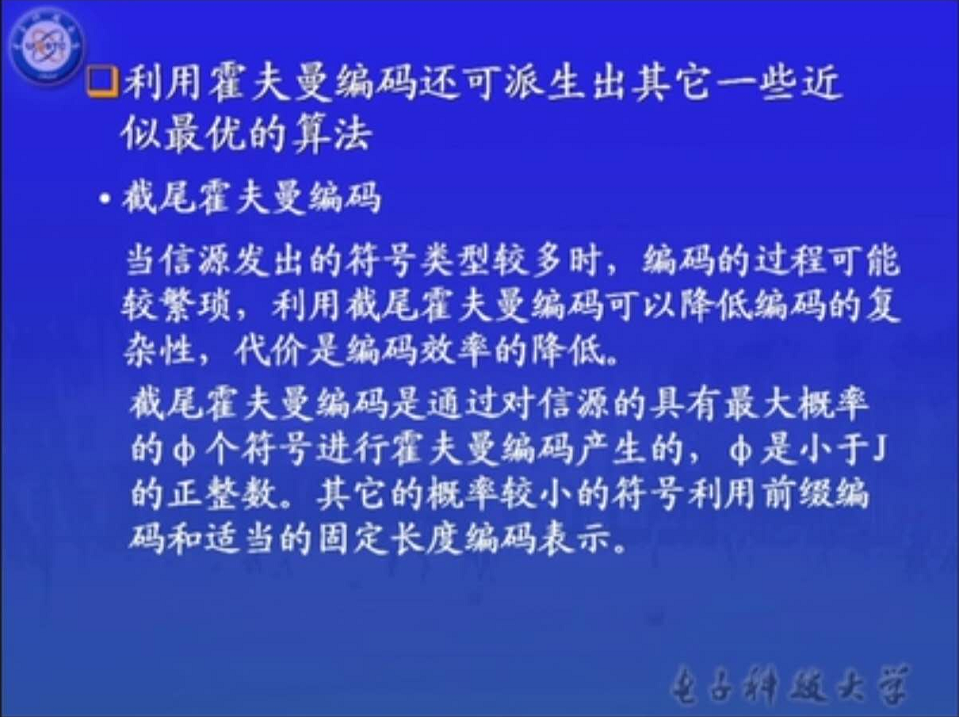 利用霍夫曼编码还可派生出其它一些近
似最优的算法
• 截尾霍夫曼编码
当信源发出的符号类型较多时，编码的过程可能
较繁琐，利用截尾霍夫曼编码可以降低编码的复
杂性，代价是编码效率的降低。
截尾霍夫曼编码是通过对信源的具有最大概率
的φ个符号进行霍夫曼编码产生的，φ是小于J
的正整数。其它的概率较小的符号利用前缀编
码和适当的固定长度编码表示。
电子科技大学